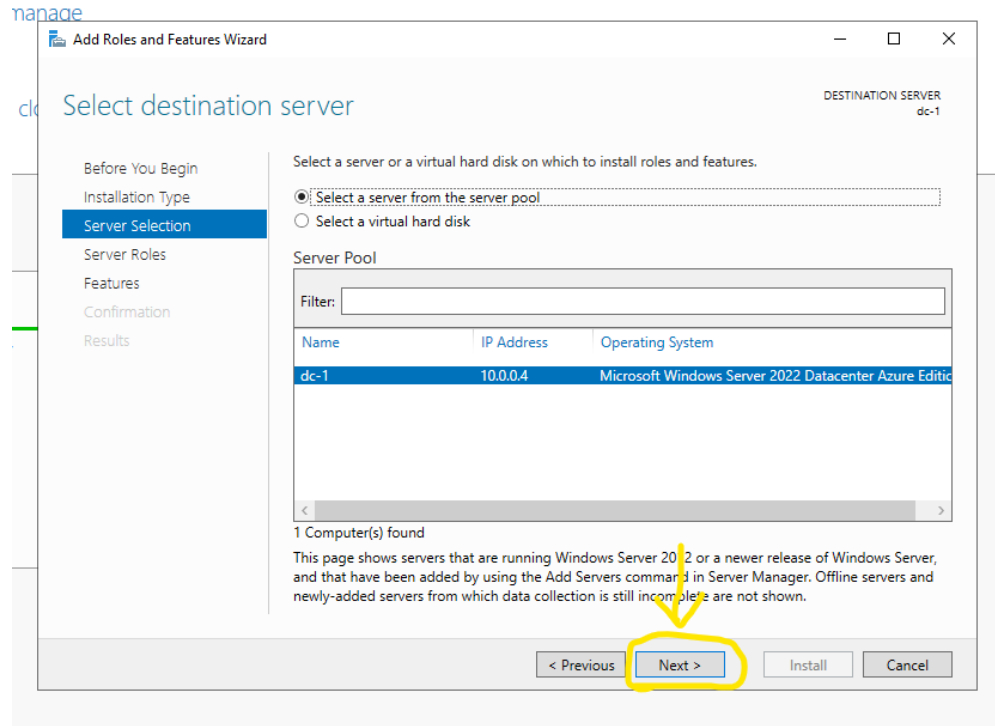 manage
Add Roles and Features Wizard
clo
Select destination server
DESTINATION SERVER
dc-1
Before You Begin
Installation Type
Server Selection
Server Roles
Features
Confirmation
Results
Select a server or a virtual hard disk on which to install roles and features.
Select a server from the server pool
Select a virtual hard disk
Server Pool
Filter:
Name IP Address Operating System
dc-1 10.0.0.4 Microsoft Windows Server 2022 Datacenter Azure Editic
1 Computer(s) found
This page shows servers that are running Windows Server 2012 or a newer release of Windows Server,
and that have been added by using the Add Servers command in Server Manager. Offline servers and
newly-added servers from which data collection is still incomplete are not shown.
< Previous Next > Install Cancel